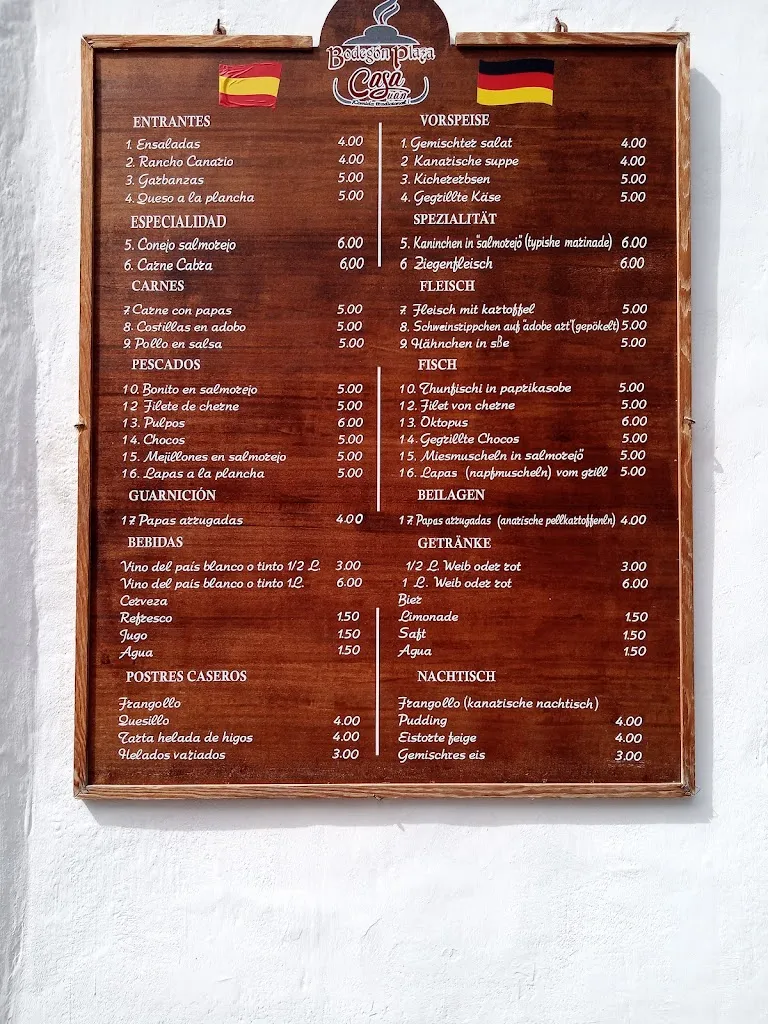 Bodegón Plaza
Casa
Juan
ENTRANTES
1. Ensaladas 4.00
2. Rancho Canario 4.00
3. Garbanzas 5.00
4. Queso a la plancha 5.00
ESPECIALIDAD
5. Conejo salmorejo 6.00
6. Carne Cabra 6,00
CARNES
7 Carne con papas 5.00
8. Costillas en adobo 5.00
9. Pollo en salsa 5.00
PESCADOS
10. Bonito en salmorejo 5.00
12 Filete de cherne 5.00
13. Pulpos 6.00
14. Chocos 5.00
15. Mejillones en salmorejo 5.00
16. Lapas a la plancha 5.00
GUARNICIÓN
17 Papas arrugadas 4.00
BEBIDAS
Vino del país blanco o tinto 1/2 L 3.00
Vino del país blanco o tinto 1L. 6.00
Cerveza
Refresco 1.50
Jugo 1.50
Agua 1.50
POSTRES CASEROS
Frangollo
Quesillo 4.00
Tarta helada de higos 4.00
Helados variados 3.00
VORSPEISE
1. Gemischter salat 4.00
2 Kanarische suppe 4.00
3. Kichererbsen 5.00
4. Gegrillte Käse 5.00
SPEZIALITÄT
5. Kaninchen in "salmorejo" (typishe marinade) 6.00
6 Ziegenfleisch 6.00
FLEISCH
7. Fleisch mit kartoffel 5.00
8. Schweinsrippchen auf "adobe art" (gepökelt) 5.00
9. Hähnchen in sße 5.00
FISCH
10. Thunfischi in paprikasobe 5.00
12. Filet von cherne 5.00
13. Oktopus 6.00
14. Gegrillte Chocos 5.00
15. Miesmuscheln in salmorejo" 5.00
16. Lapas (napfmuscheln) vom grill 5.00
BEILAGEN
17 Papas arrugadas (anarische pellkartoffenln) 4.00
GETRÄNKE
1/2 L Weib oder rot 3.00
1 L. Weib oder rot 6.00
Bier
Limonade 1.50
Saft 1.50
Agua 1.50
NACHTISCH
Frangollo (kanarische nachtisch)
Pudding 4.00
Eistorte feige 4.00
Gemischres eis 3.00